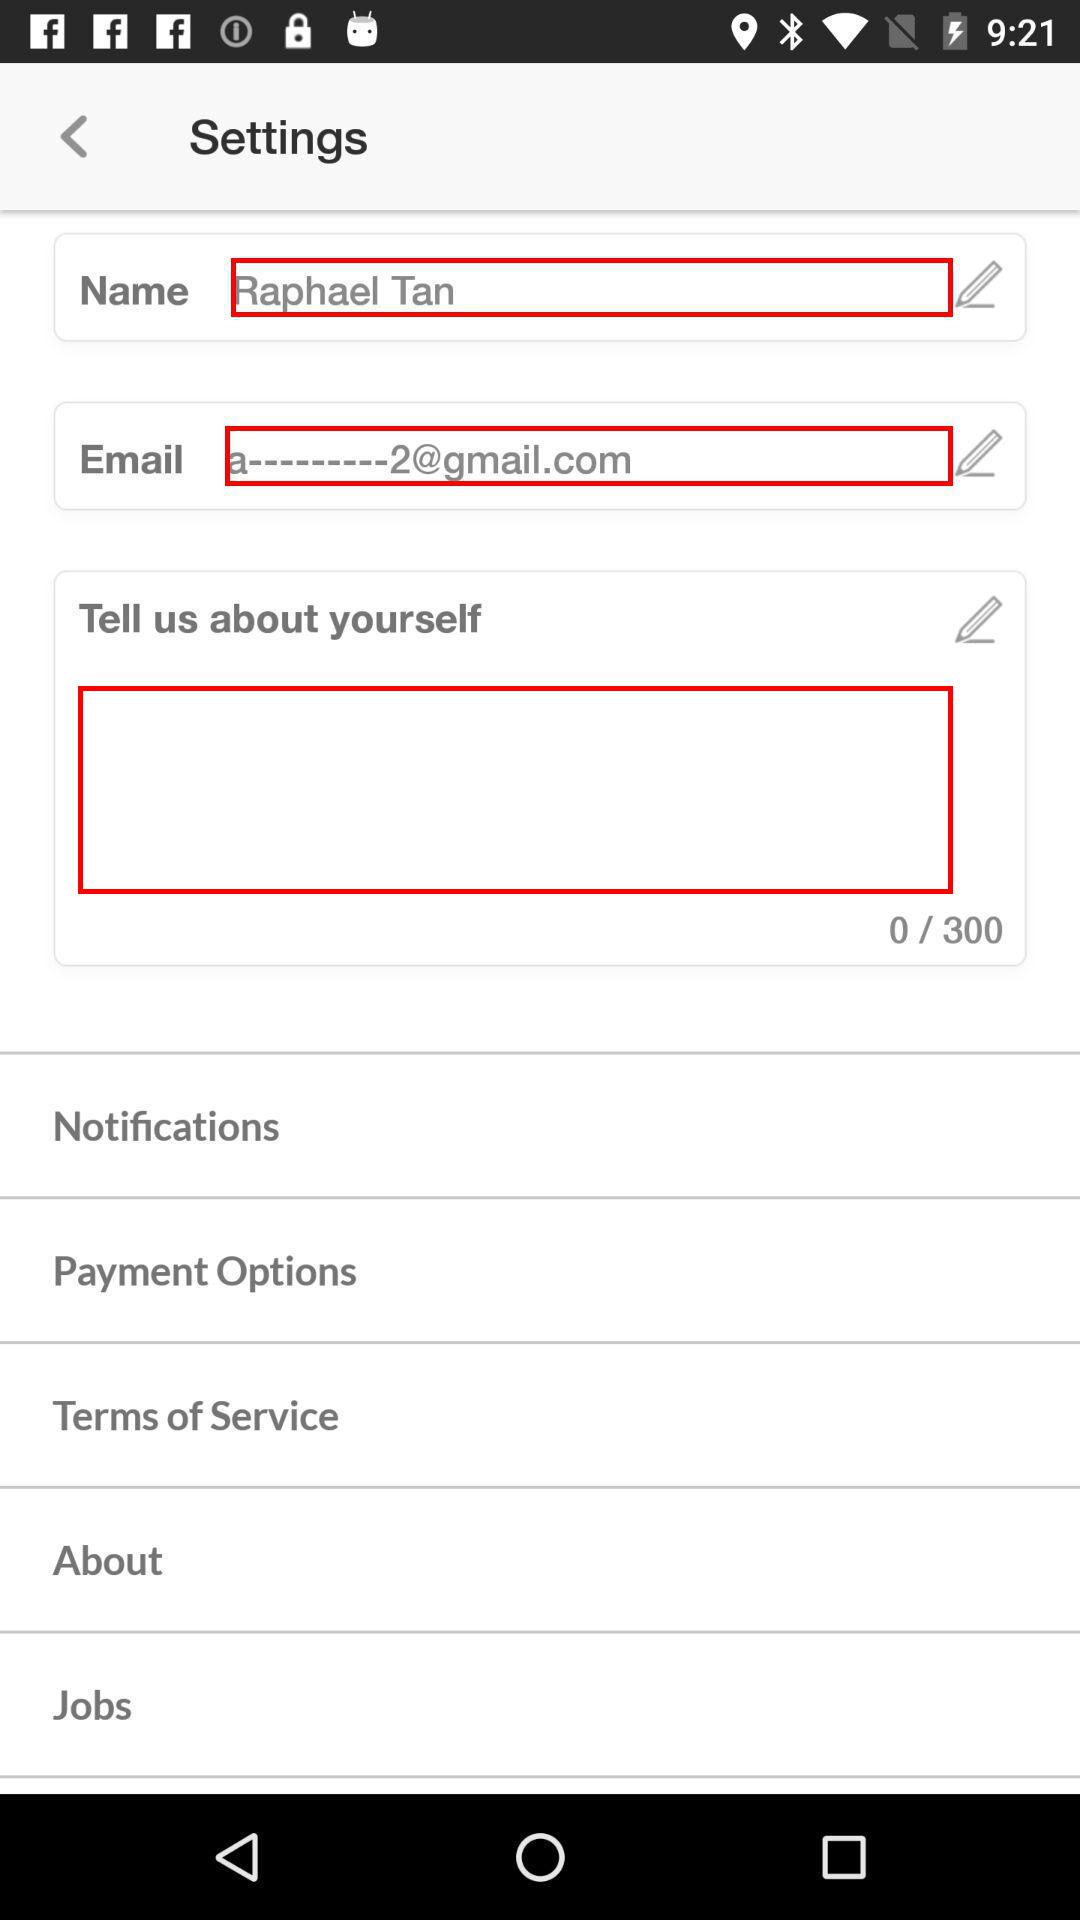 9:21
Settings
Name Raphael Tan
Email a---------2@gmail.com
Tell us about yourself
0 / 300
Notifications
Payment Options
Terms of Service
About
Jobs